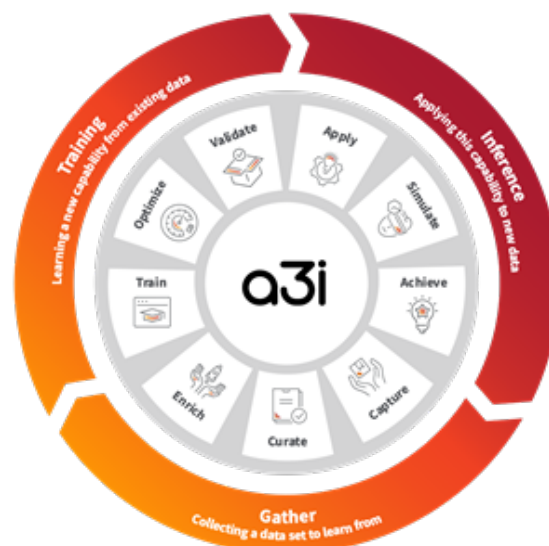 Training
Learning a new capability from existing data
Inference
Applying this capability to new data
Gather
Collecting a data set to learn from
Validate
Apply
Simulate
Achieve
Capture
Curate
Enrich
Train
Optimize
a3i